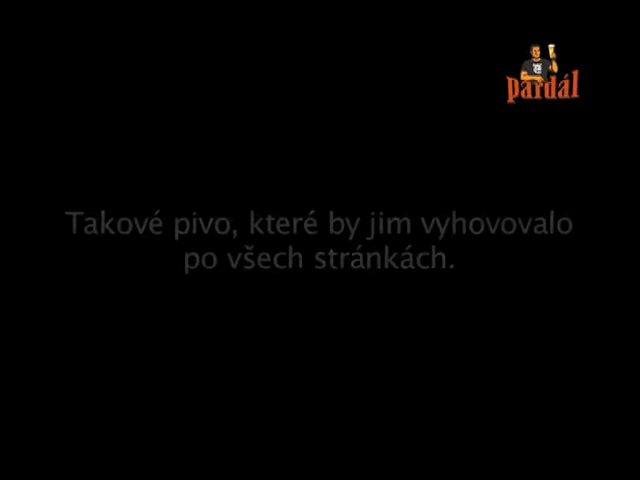 pardál
Takové pivo, které by jim vyhovovalo
po všech stránkách.